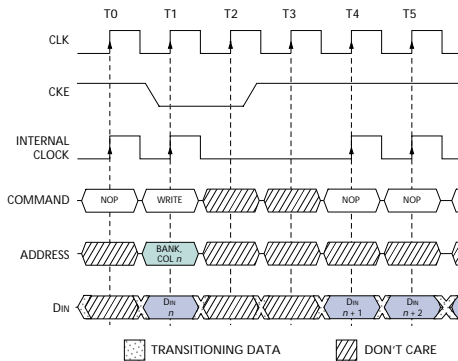 T0 T1 T2 T3 T4 T5
CLK
CKE
INTERNAL
CLOCK
COMMAND NOP WRITE NOP NOP
ADDRESS BANK,
COL n
DIN DIN
n DIN
n + 1 DIN
n + 2
TRANSITIONING DATA DON'T CARE